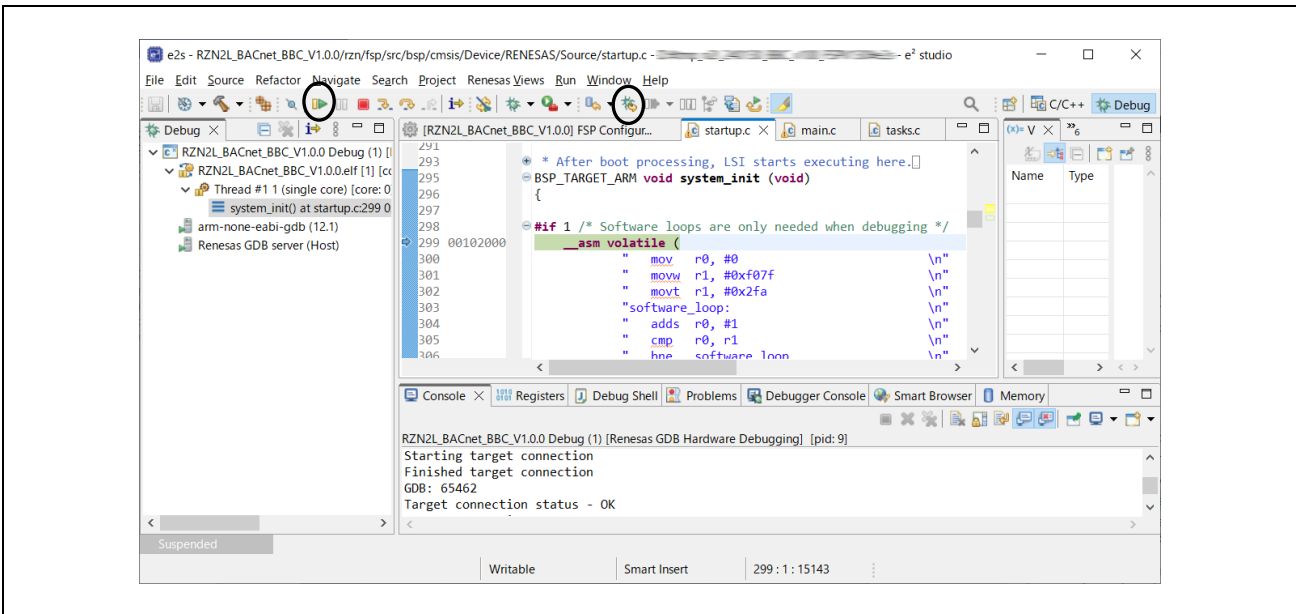 e2s - RZN2L_BACnet_BBC_V1.0.0/rzn/fsp/src/bsp/cmsis/Device/RENESAS/Source/startup.c - - e² studio
File Edit Source Refactor Navigate Search Project Renesas Views Run Window Help
C/C++ Debug
Debug
RZN2L_BACnet_BBC_V1.0.0 Debug (1) [
RZN2L_BACnet_BBC_V1.0.0.elf [1] [co
Thread #1 1 (single core) [core: 0
system_init() at startup.c:299 0
arm-none-eabi-gdb (12.1)
Renesas GDB server (Host)
Suspended
[RZN2L_BACnet_BBC_V1.0.0] FSP Configur... startup.c main.c tasks.c
291
293 * After boot processing, LSI starts executing here.
295 BSP_TARGET_ARM void system_init (void)
296 {
297
298 #if 1 /* Software loops are only needed when debugging */
299 00102000 __asm volatile (
300 " mov r0, #0 \n"
301 " movw r1, #0xf07f \n"
302 " movt r1, #0x2fa \n"
303 "software_loop: \n"
304 " adds r0, #1 \n"
305 " cmp r0, r1 \n"
306 " bne software_loop \n"
(x)= V »6
Name Type
Console Registers Debug Shell Problems Debugger Console Smart Browser Memory
RZN2L_BACnet_BBC_V1.0.0 Debug (1) [Renesas GDB Hardware Debugging] [pid: 9]
Starting target connection
Finished target connection
GDB: 65462
Target connection status - OK
Writable Smart Insert 299 : 1 : 15143